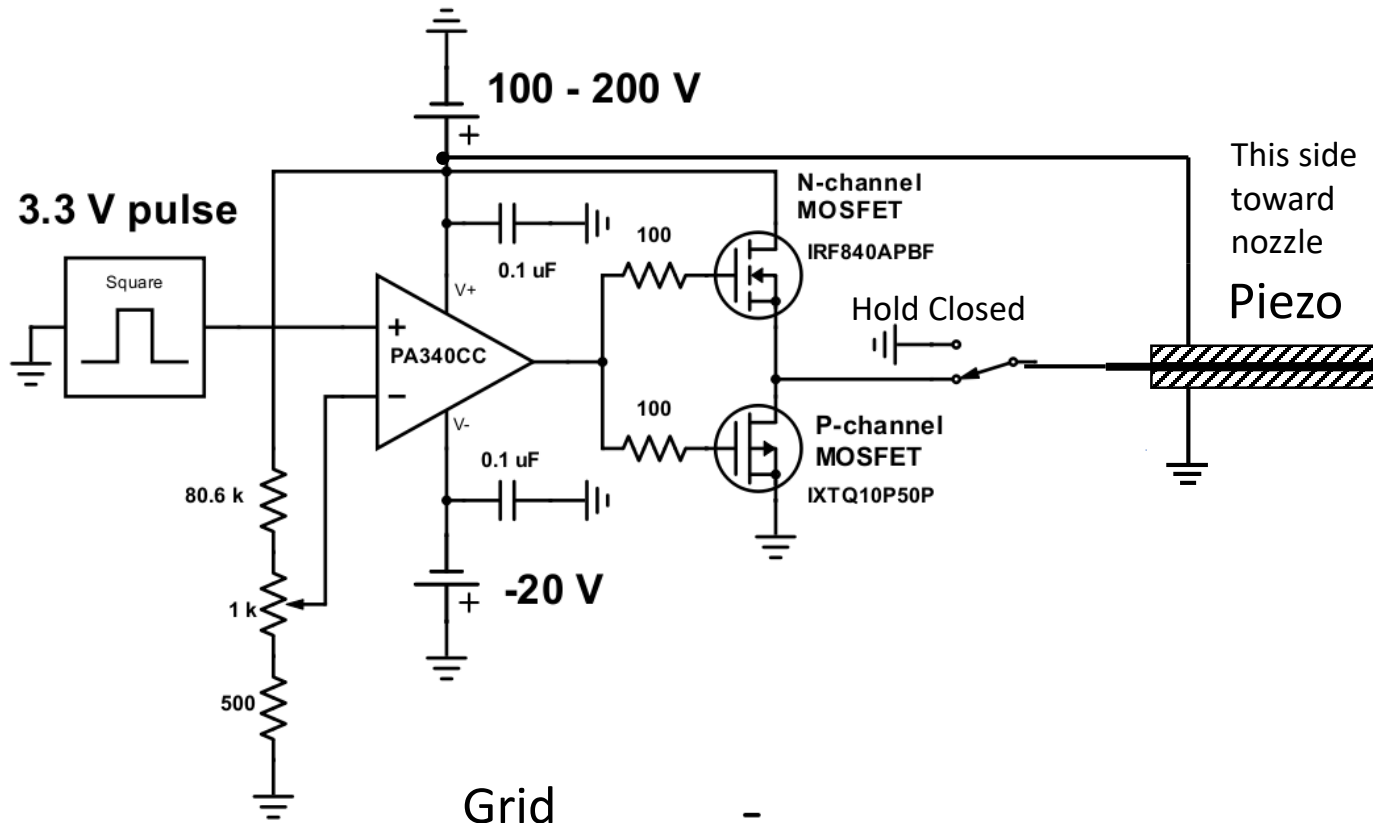 100 - 200 V
+
This side
toward
nozzle
Piezo
3.3 V pulse
Square
N-channel
MOSFET
IRF840APBF
100
0.1 uF
V+
+
PA340CC
−
V-
Hold Closed
100
P-channel
MOSFET
IXTQ10P50P
0.1 uF
80.6 k
1 k
500
-20 V
+
Grid
-